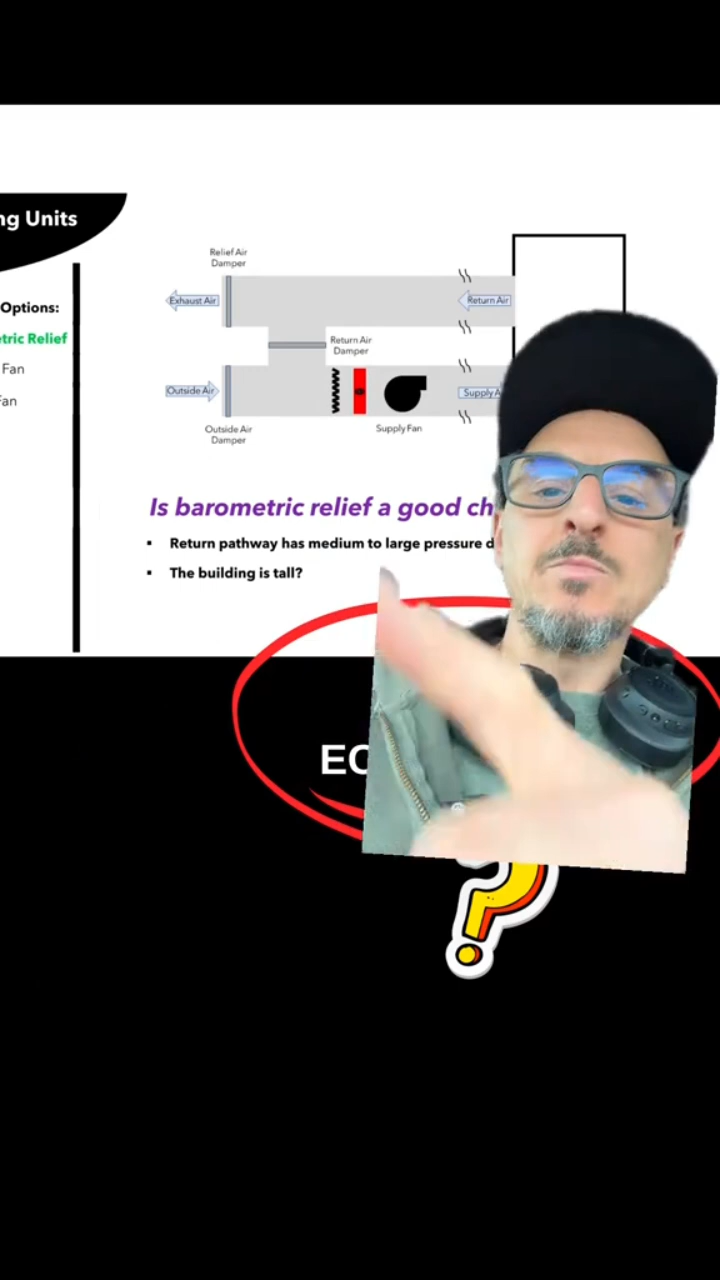 ng Units
Options:
tric Relief
Fan
Fan
Relief Air
Damper
Exhaust Air
Return Air
Return Air
Damper
Outside Air
Supply A
Outside Air
Damper
Supply Fan
Is barometric relief a good ch
Return pathway has medium to large pressure d
The building is tall?
EC
?